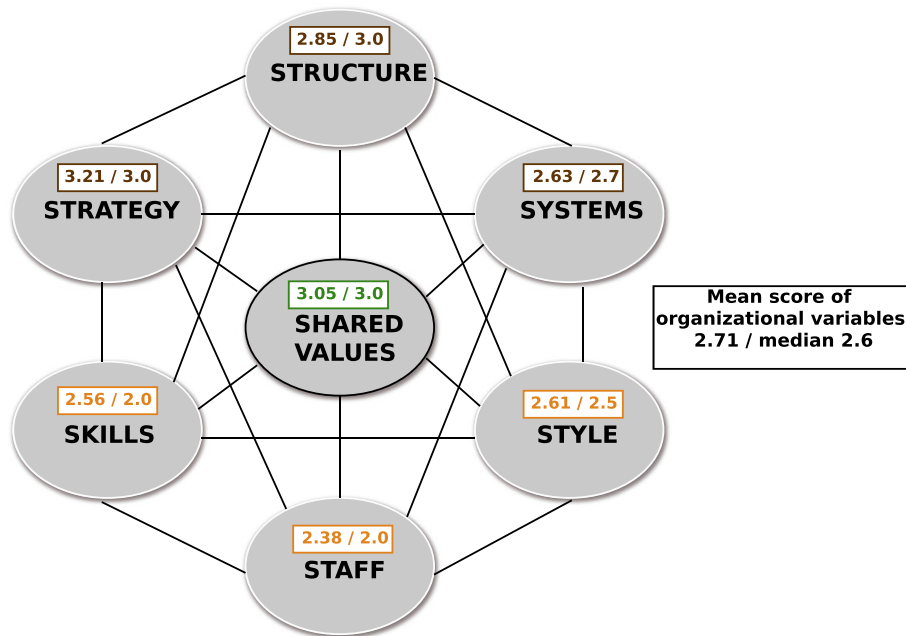 2.85 / 3.0
STRUCTURE
3.21 / 3.0
STRATEGY
2.63 / 2.7
SYSTEMS
3.05 / 3.0
SHARED
VALUES
Mean score of
organizational variables
2.71 / median 2.6
2.56 / 2.0
SKILLS
2.61 / 2.5
STYLE
2.38 / 2.0
STAFF